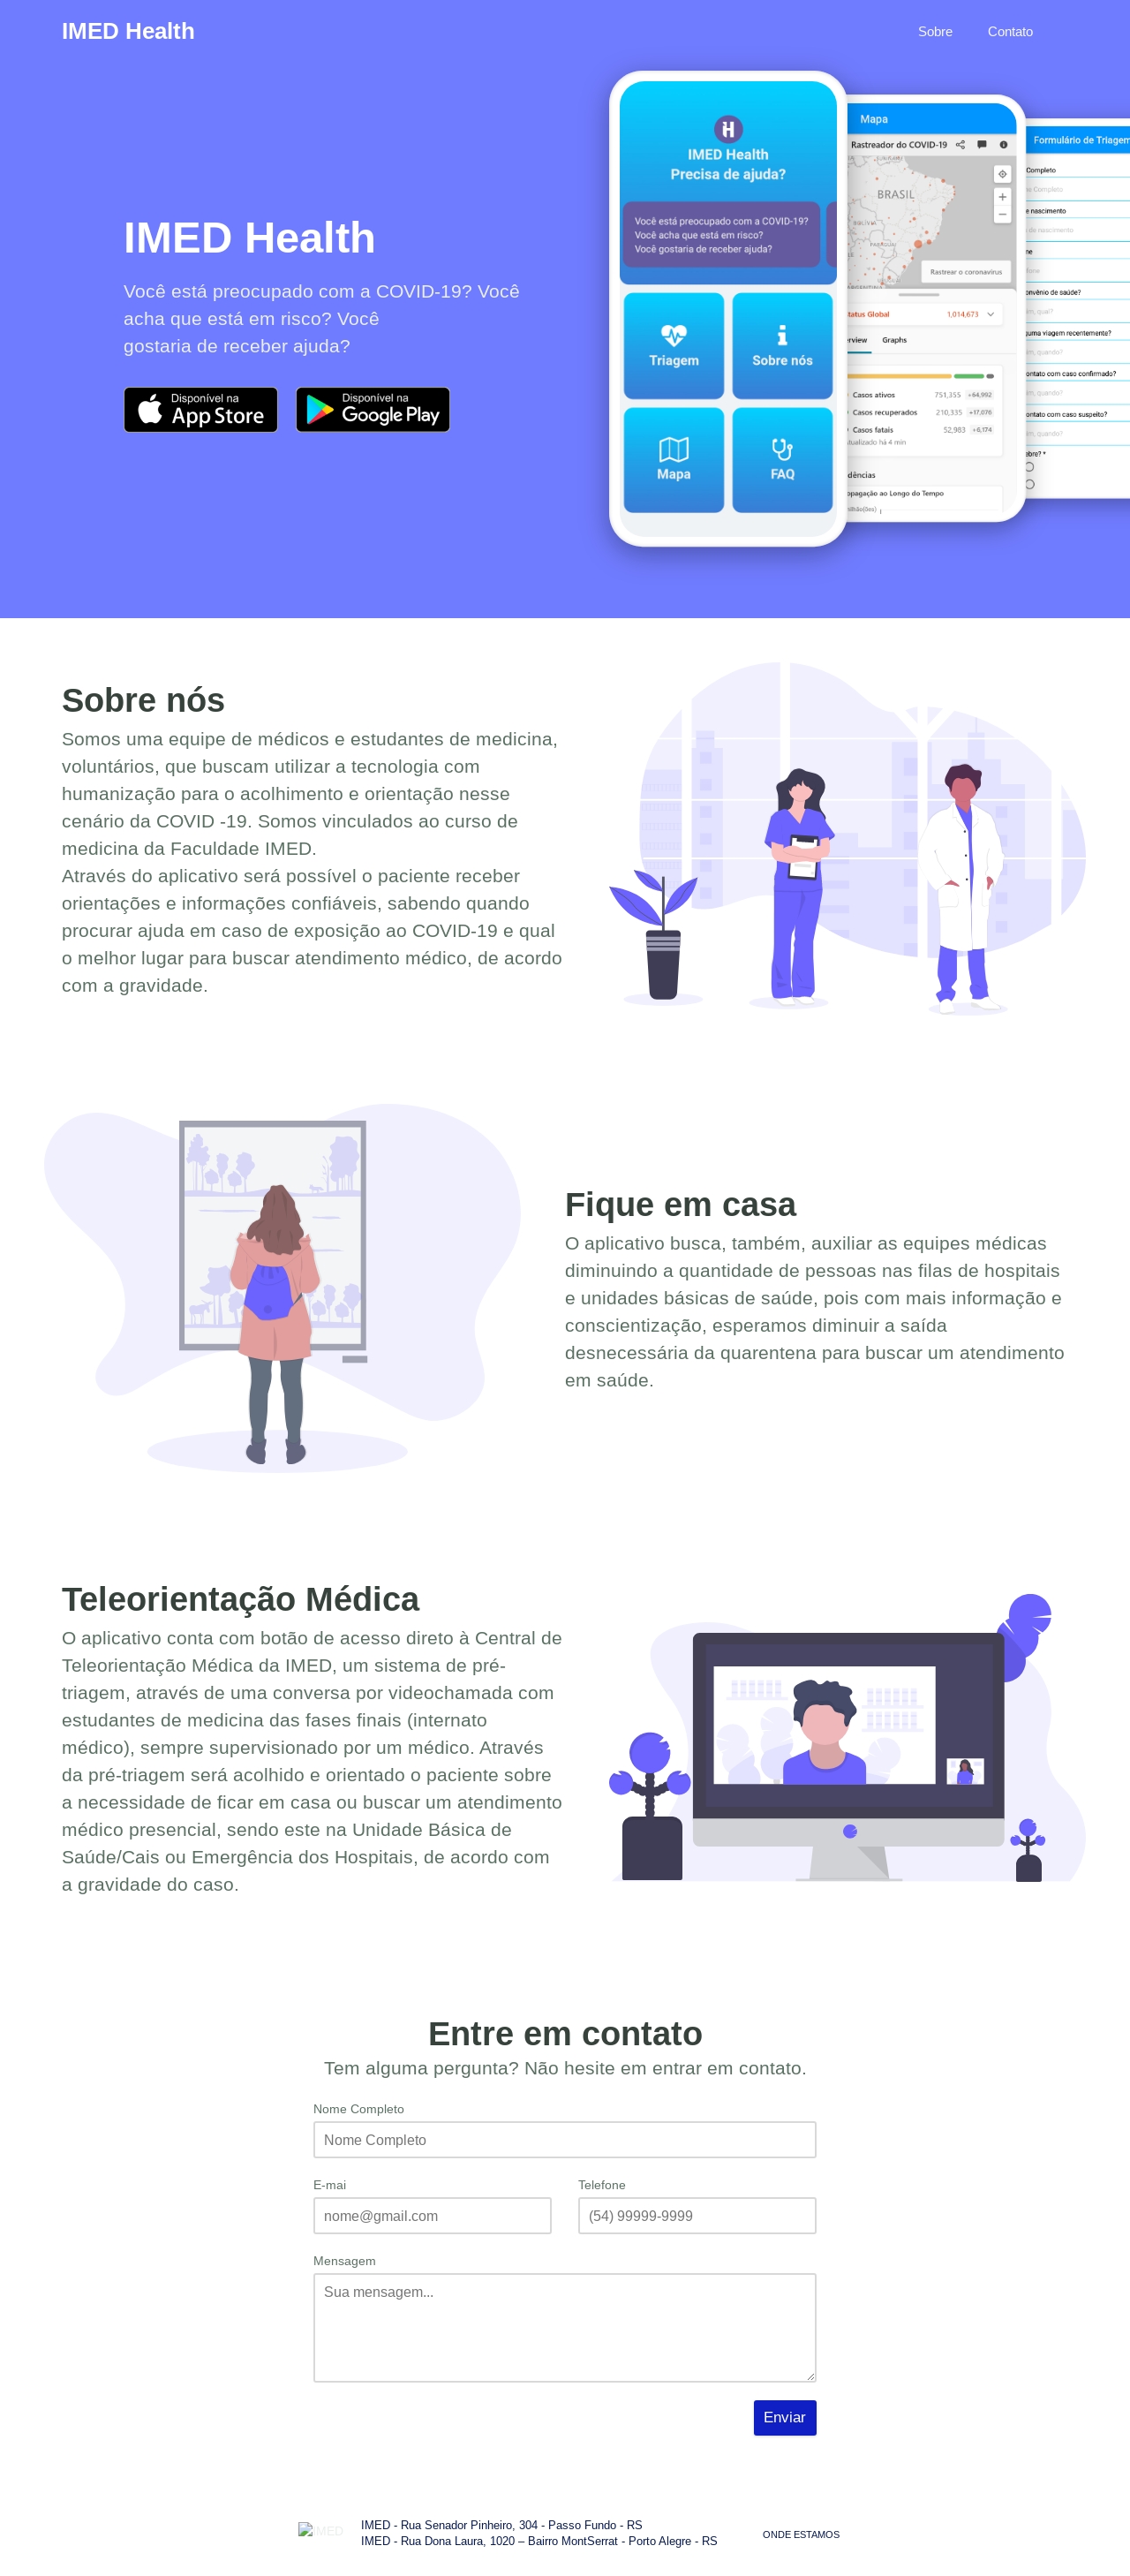 IMED Health
Sobre
Contato
IMED Health
Você está preocupado com a COVID-19? Você
acha que está em risco? Você
gostaria de receber ajuda?
Disponível na
App Store
Disponível na
Google Play
IMED Health
Precisa de ajuda?
Você está preocupado com a COVID-19?
Você acha que está em risco?
Você gostaria de receber ajuda?
Triagem
Sobre nós
Mapa
FAQ
Mapa
Rastreador do COVID-19
BRASIL
Rastrear o coronavírus
Global
1,014,673
Graphs
Casos ativos 751,355 +64,992
Casos recuperados 210,335 +17,076
Casos fatais 52,983 +6,174
há 4 min
ao Longo do Tempo
Formulário de Triagem
Completo
Completo
nascimento
de nascimento
de saúde?
qual?
viagem recentemente?
quando?
com caso confirmado?
quando?
com caso suspeito?
quando?
Sobre nós
Somos uma equipe de médicos e estudantes de medicina,
voluntários, que buscam utilizar a tecnologia com
humanização para o acolhimento e orientação nesse
cenário da COVID -19. Somos vinculados ao curso de
medicina da Faculdade IMED.
Através do aplicativo será possível o paciente receber
orientações e informações confiáveis, sabendo quando
procurar ajuda em caso de exposição ao COVID-19 e qual
o melhor lugar para buscar atendimento médico, de acordo
com a gravidade.
Fique em casa
O aplicativo busca, também, auxiliar as equipes médicas
diminuindo a quantidade de pessoas nas filas de hospitais
e unidades básicas de saúde, pois com mais informação e
conscientização, esperamos diminuir a saída
desnecessária da quarentena para buscar um atendimento
em saúde.
Teleorientação Médica
O aplicativo conta com botão de acesso direto à Central de
Teleorientação Médica da IMED, um sistema de pré-
triagem, através de uma conversa por videochamada com
estudantes de medicina das fases finais (internato
médico), sempre supervisionado por um médico. Através
da pré-triagem será acolhido e orientado o paciente sobre
a necessidade de ficar em casa ou buscar um atendimento
médico presencial, sendo este na Unidade Básica de
Saúde/Cais ou Emergência dos Hospitais, de acordo com
a gravidade do caso.
Entre em contato
Tem alguma pergunta? Não hesite em entrar em contato.
Nome Completo
Nome Completo
E-mai
Telefone
nome@gmail.com
(54) 99999-9999
Mensagem
Sua mensagem...
Enviar
IMED
IMED - Rua Senador Pinheiro, 304 - Passo Fundo - RS
IMED - Rua Dona Laura, 1020 – Bairro MontSerrat - Porto Alegre - RS
ONDE ESTAMOS